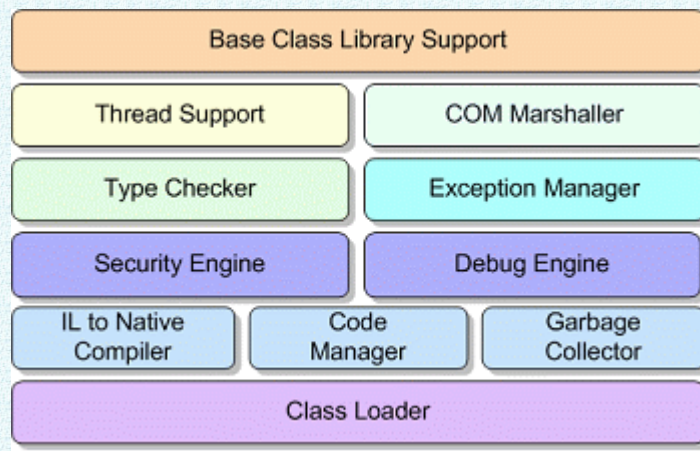 Base Class Library Support
Thread Support
COM Marshaller
Type Checker
Exception Manager
Security Engine
Debug Engine
IL to Native
Compiler
Code
Manager
Garbage
Collector
Class Loader